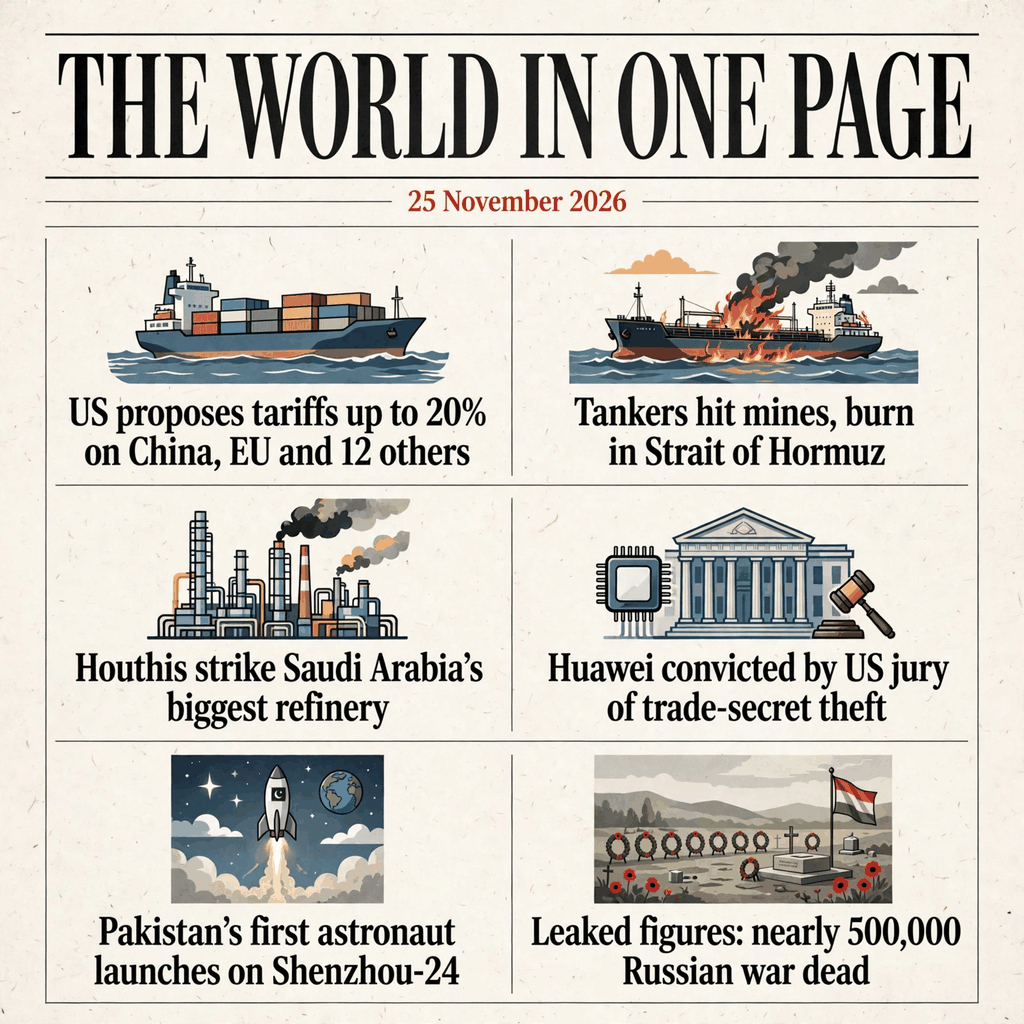 THE WORLD IN ONE PAGE
25 November 2026
US proposes tariffs up to 20%
on China, EU and 12 others
Tankers hit mines, burn
in Strait of Hormuz
Houthis strike Saudi Arabia's
biggest refinery
Huawei convicted by US jury
of trade-secret theft
Pakistan's first astronaut
launches on Shenzhou-24
Leaked figures: nearly 500,000
Russian war dead